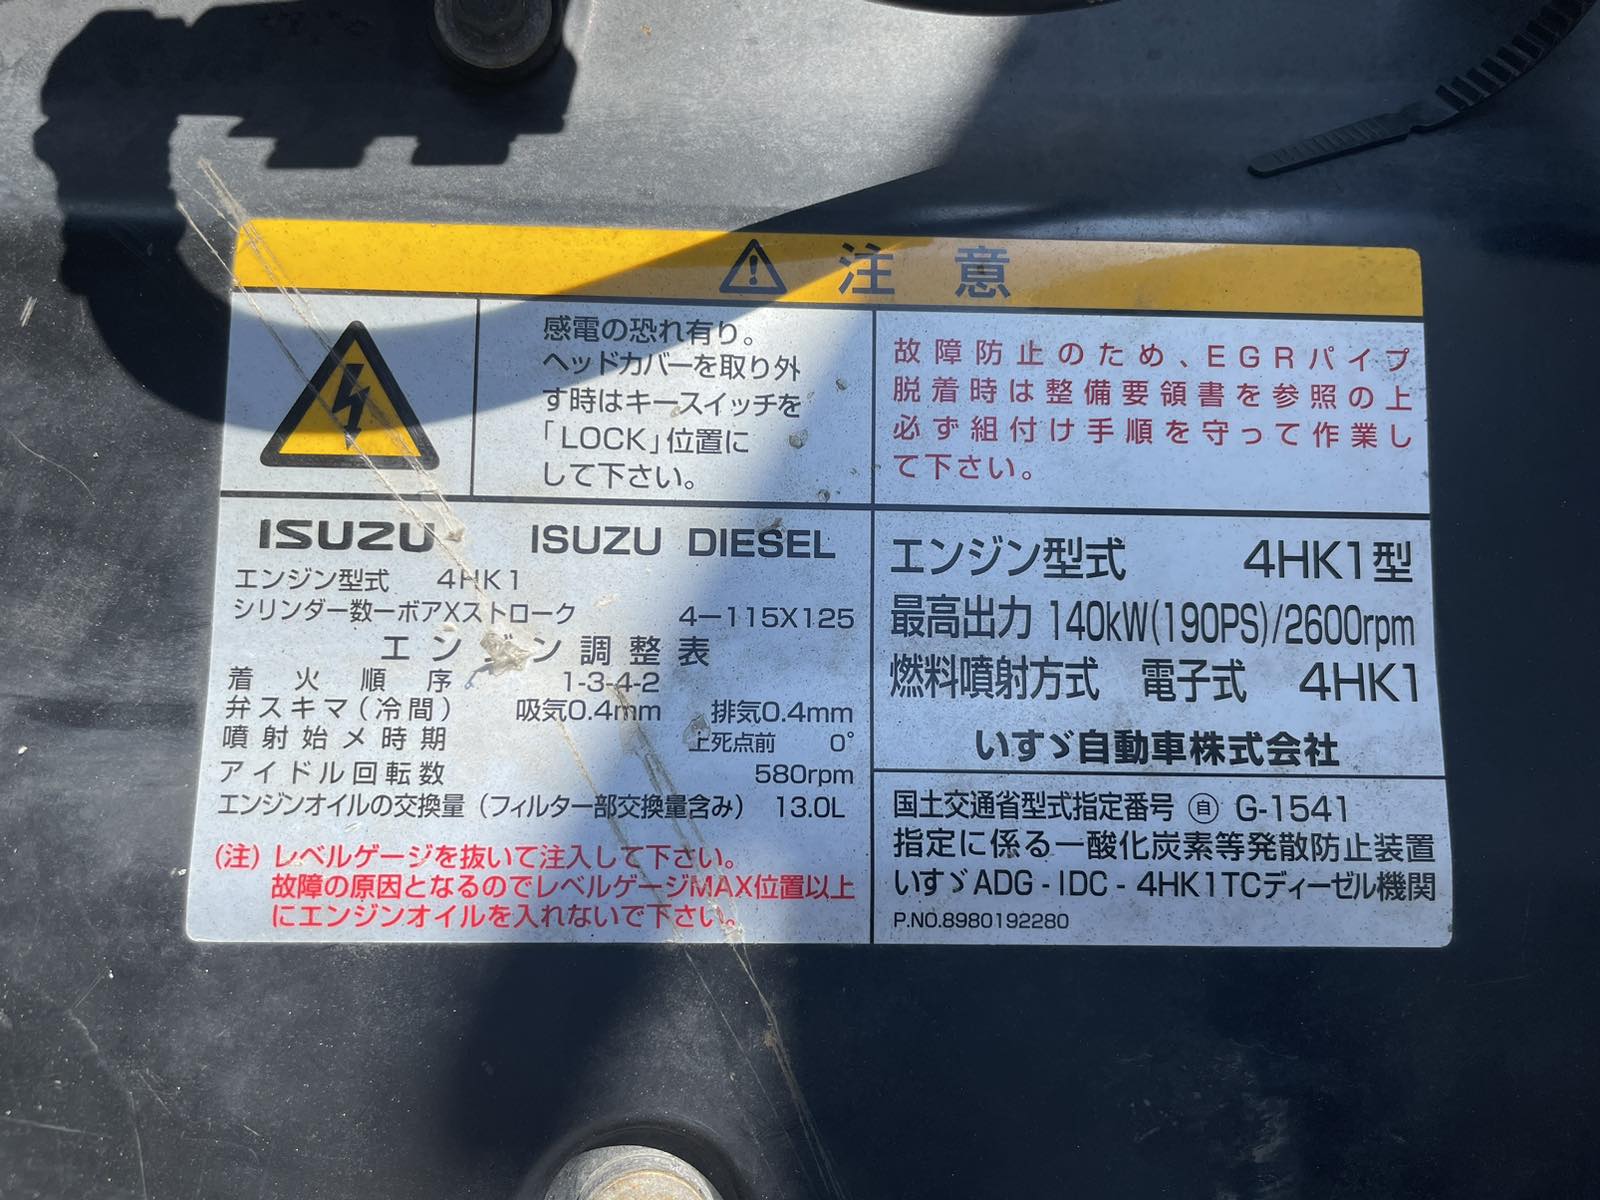 注意
感電の恐れ有り。
ヘッドカバーを取り外
す時はキースイッチを
「LOCK」位置に
して下さい。
故障防止のため、EGRパイプ
脱着時は整備要領書を参照の上
必ず組付け手順を守って作業し
て下さい。
ISUZU ISUZU DIESEL
エンジン型式 4HK1
シリンダー数ーボアXストローク 4ー115X125
エンジン調整表
着火順序 1-3-4-2
弁スキマ(冷間) 吸気0.4mm 排気0.4mm
噴射始メ時期 上死点前 0°
アイドル回転数 580rpm
エンジンオイルの交換量(フィルター部交換量含み) 13.0L
(注)レベルゲージを抜いて注入して下さい。
故障の原因となるのでレベルゲージMAX位置以上
にエンジンオイルを入れないで下さい。
エンジン型式 4HK1型
最高出力 140kW(190PS)/2600rpm
燃料噴射方式 電子式 4HK1
いすゞ自動車株式会社
国土交通省型式指定番号 ㊀自 G-1541
指定に係る一酸化炭素等発散防止装置
いすゞADG-IDC-4HK1TCディーゼル機関
P.NO.8980192280